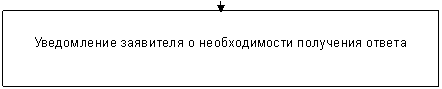 Уведомление заявителя о необходимости получения ответа